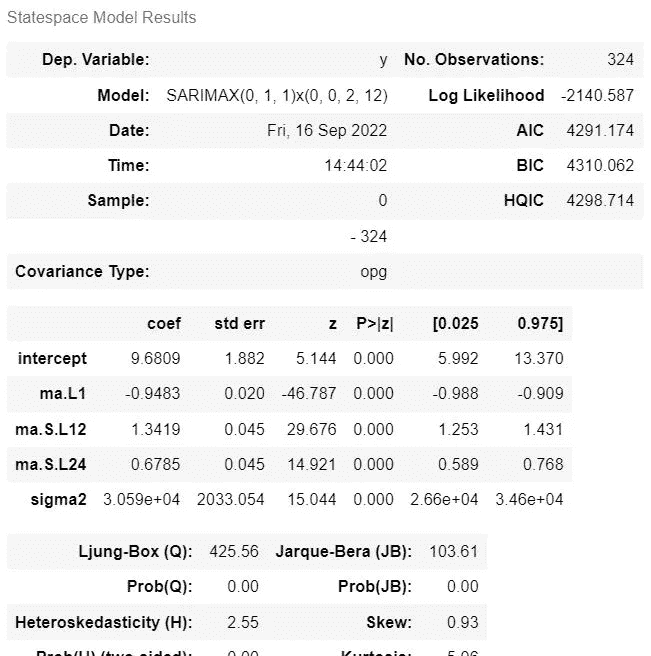 Statespace Model Results
Dep. Variable: y No. Observations: 324
Model: SARIMAX(0, 1, 1)x(0, 0, 2, 12) Log Likelihood -2140.587
Date: Fri, 16 Sep 2022 AIC 4291.174
Time: 14:44:02 BIC 4310.062
Sample: 0 HQIC 4298.714
- 324
Covariance Type: opg
coef std err z P>|z| [0.025 0.975]
intercept 9.6809 1.882 5.144 0.000 5.992 13.370
ma.L1 -0.9483 0.020 -46.787 0.000 -0.988 -0.909
ma.S.L12 1.3419 0.045 29.676 0.000 1.253 1.431
ma.S.L24 0.6785 0.045 14.921 0.000 0.589 0.768
sigma2 3.059e+04 2033.054 15.044 0.000 2.66e+04 3.46e+04
Ljung-Box (Q): 425.56 Jarque-Bera (JB): 103.61
Prob(Q): 0.00 Prob(JB): 0.00
Heteroskedasticity (H): 2.55 Skew: 0.93
Prob(H) (two-sided): 0.00 Kurtosis: 5.06